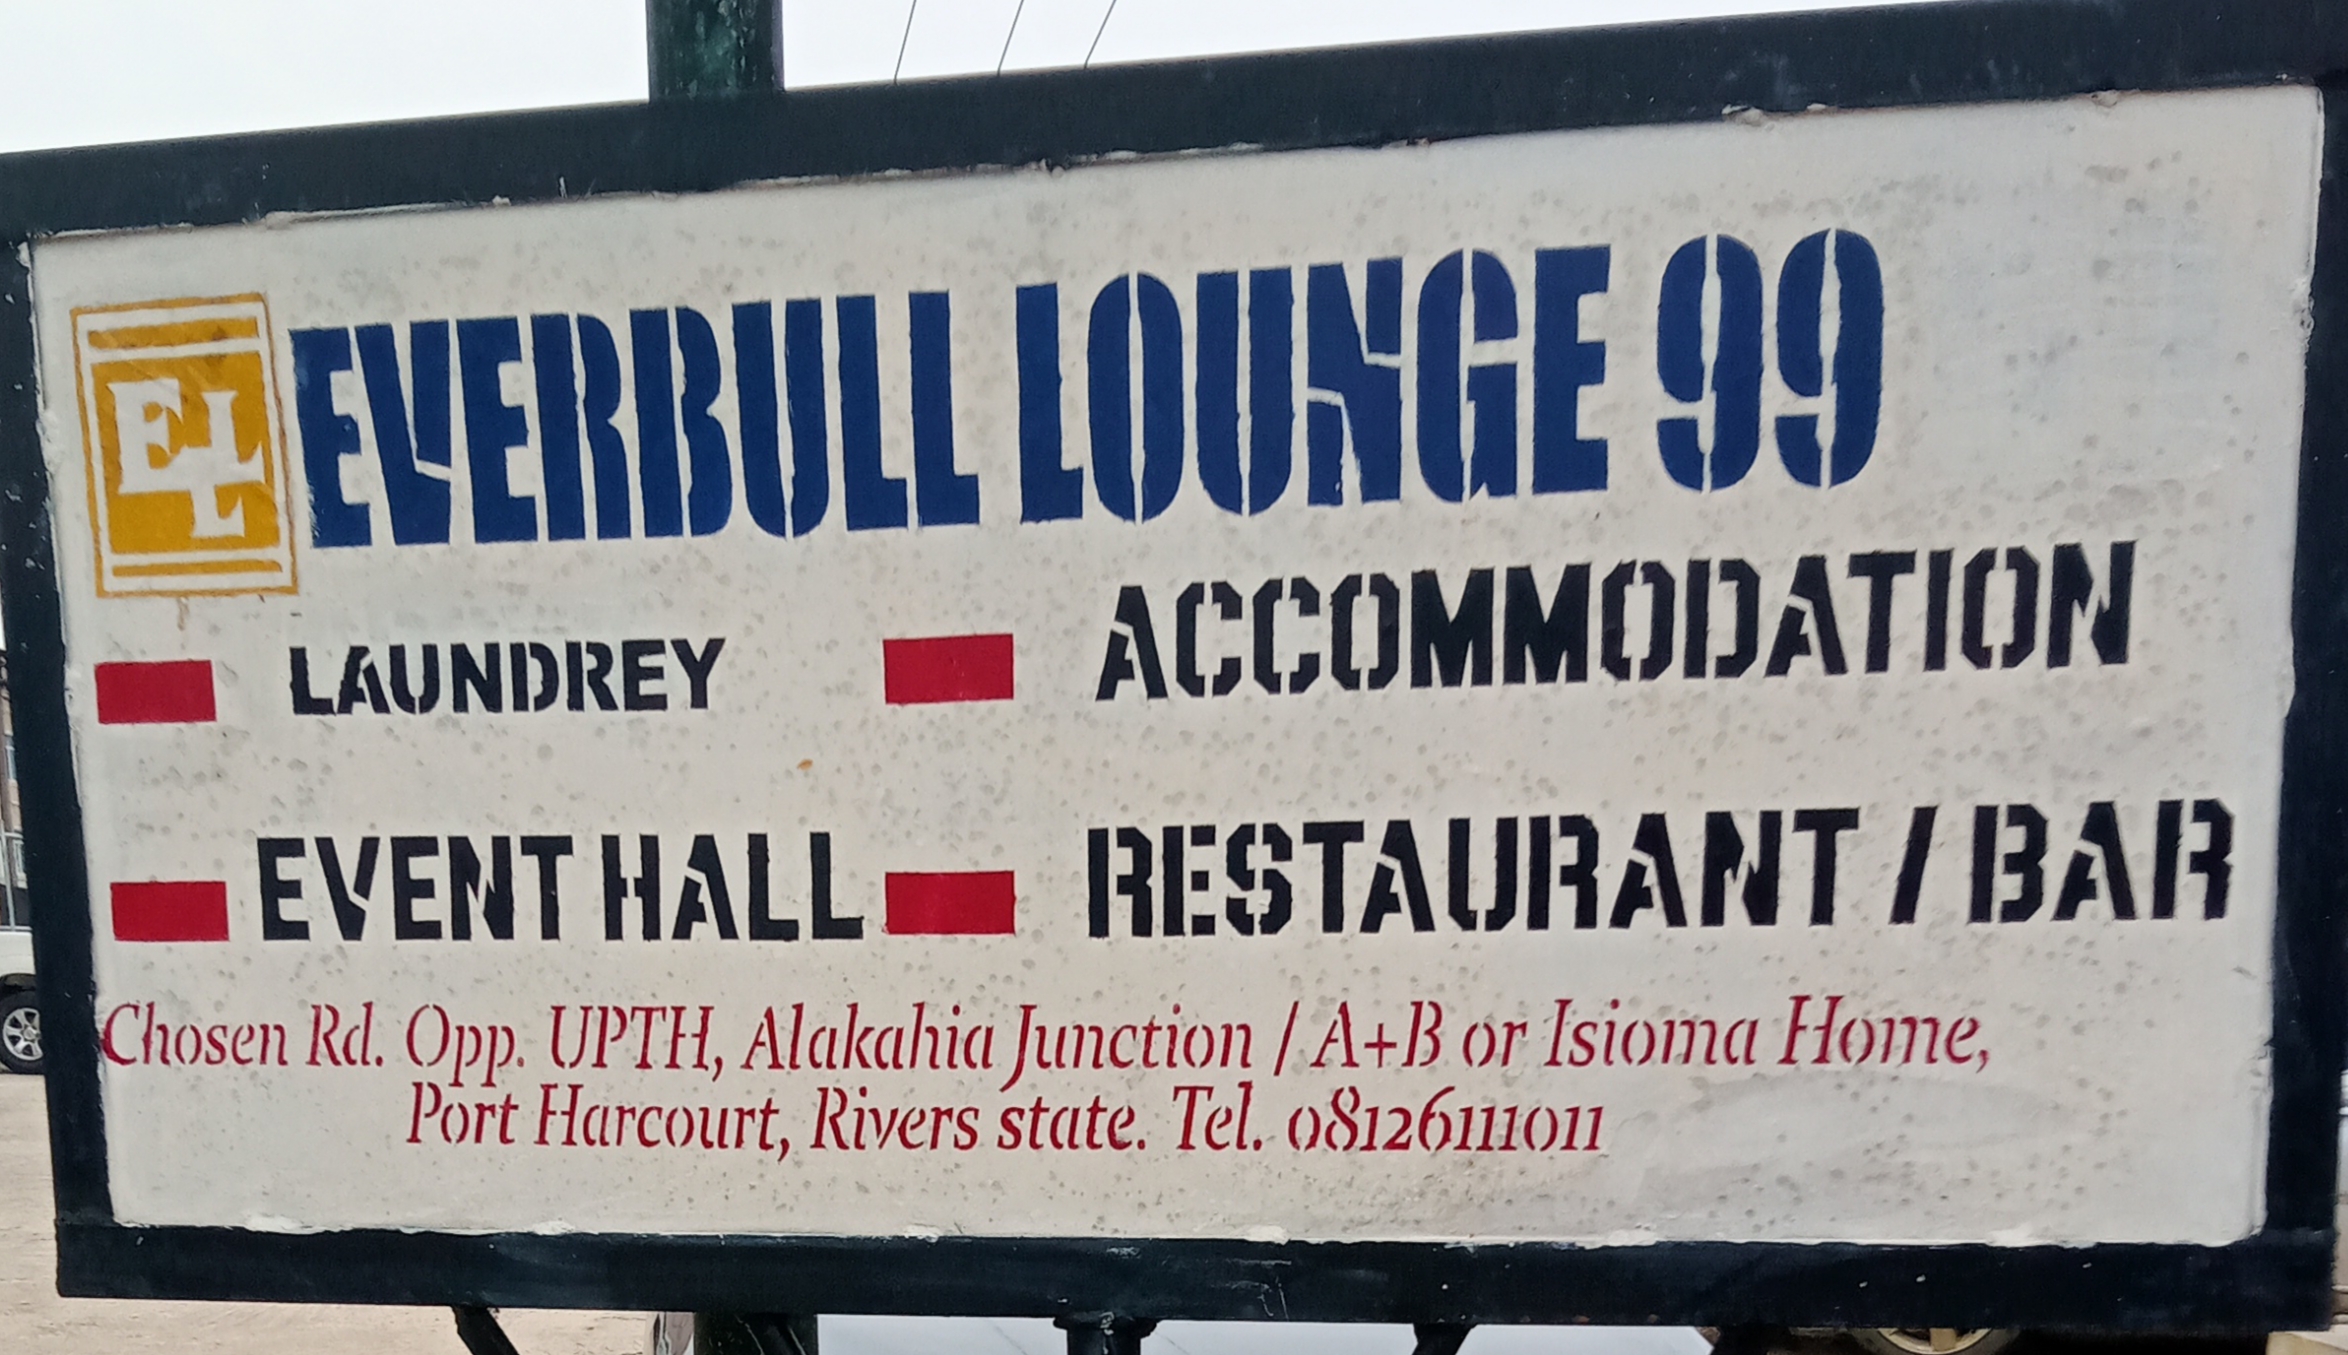 ELL
EVERBULL LOUNGE 99
LAUNDREY ACCOMMODATION
EVENT HALL RESTAURANT / BAR
Chosen Rd. Opp. UPTH, Alakahia Junction / A+B or Isioma Home,
Port Harcourt, Rivers state. Tel. 08126111011